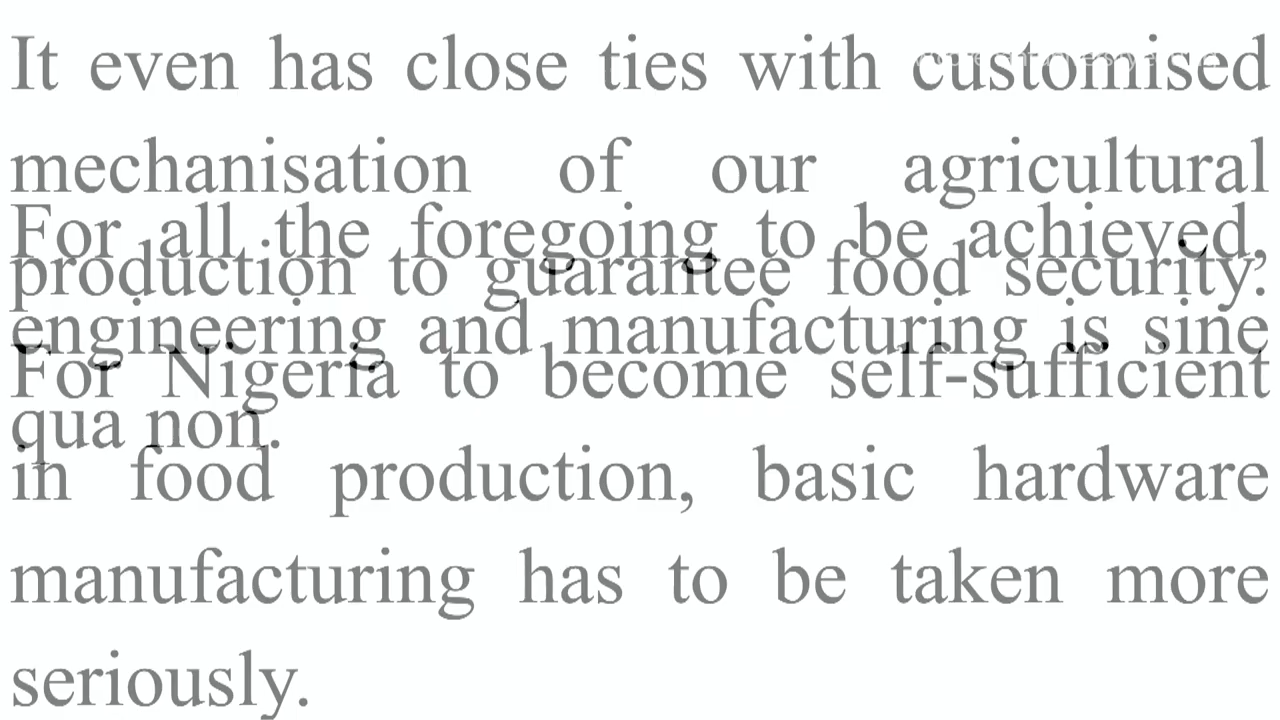 It even has close ties with customised
mechanisation of our agricultural
For all the foregoing to be achieved,
production to guarantee food security.
engineering and manufacturing is sine
For Nigeria to become self-sufficient
qua non.
in food production, basic hardware
manufacturing has to be taken more
seriously.